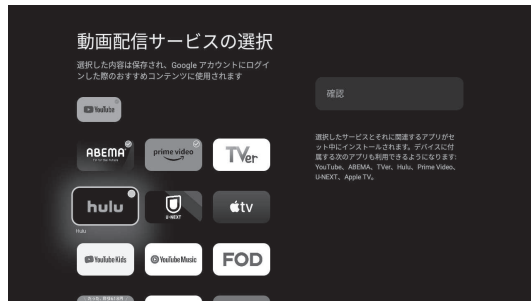 動画配信サービスの選択
選択した内容は保存され、Google アカウントにログイ
ンした際のおすすめコンテンツに使用されます
確認
選択したサービスとそれに関連するアプリがセ
ット中にインストールされます。デバイスに付
属する次のアプリも利用できるようになります:
YouTube、ABEMA、TVer、Hulu、Prime Video、
U-NEXT、Apple TV。
YouTube
ABEMA prime video TVer
hulu U-NEXT tv
Hulu
YouTube Kids YouTube Music FOD